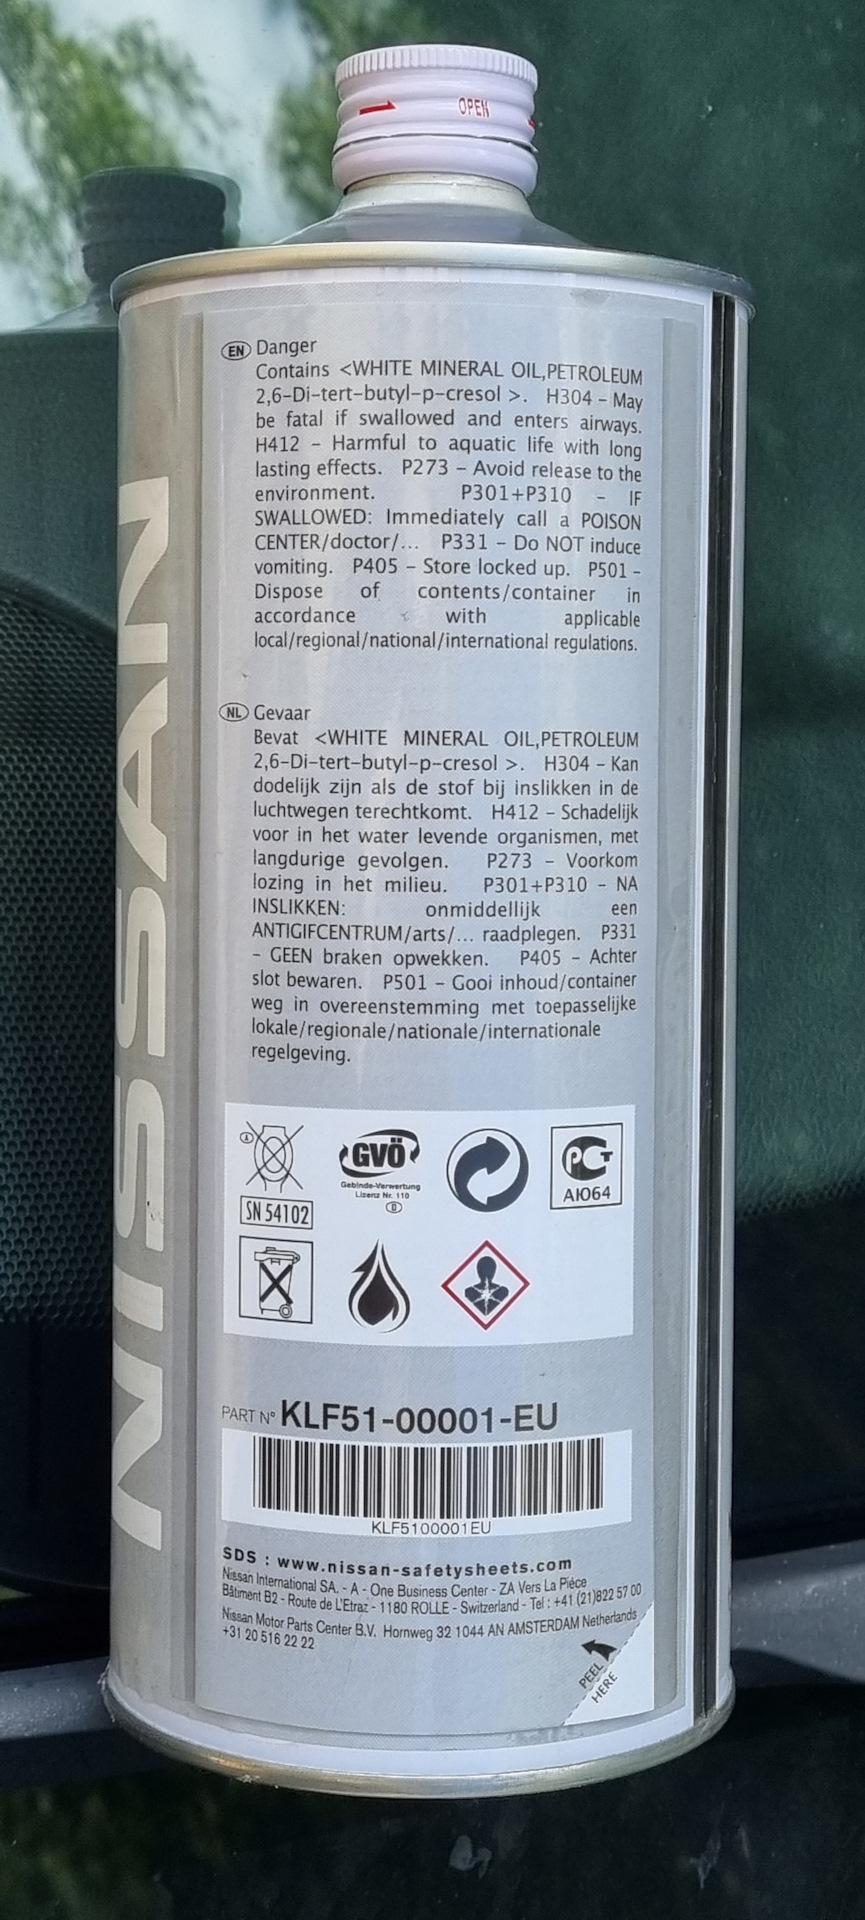 OPEN
NISSAN
EN Danger
Contains <WHITE MINERAL OIL,PETROLEUM
2,6-Di-tert-butyl-p-cresol >. H304 - May
be fatal if swallowed and enters airways.
H412 - Harmful to aquatic life with long
lasting effects. P273 - Avoid release to the
environment. P301+P310 - IF
SWALLOWED: Immediately call a POISON
CENTER/doctor/... P331 - Do NOT induce
vomiting. P405 - Store locked up. P501 -
Dispose of contents/container in
accordance with applicable
local/regional/national/international regulations.
NL Gevaar
Bevat <WHITE MINERAL OIL,PETROLEUM
2,6-Di-tert-butyl-p-cresol >. H304 - Kan
dodelijk zijn als de stof bij inslikken in de
luchtwegen terechtkomt. H412 - Schadelijk
voor in het water levende organismen, met
langdurige gevolgen. P273 - Voorkom
lozing in het milieu. P301+P310 - NA
INSLIKKEN: onmiddellijk een
ANTIGIFCENTRUM/arts/... raadplegen. P331
- GEEN braken opwekken. P405 - Achter
slot bewaren. P501 - Gooi inhoud/container
weg in overeenstemming met toepasselijke
lokale/regionale/nationale/internationale
regelgeving.
GVÖ
Gebinde-Verwertung
Lizenz Nr. 110
D
PCT
АЮ64
SN 54102
PART N° KLF51-00001-EU
KLF5100001EU
SDS : www.nissan-safetysheets.com
Nissan International SA. - A - One Business Center - ZA Vers La Pièce
Bâtiment B2 - Route de L'Etraz - 1180 ROLLE - Switzerland - Tel : +41 (21)822 57 00
Nissan Motor Parts Center B.V. Hornweg 32 1044 AN AMSTERDAM Netherlands
+31 20 516 22 22
PEEL
HERE